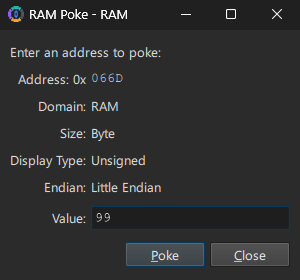 RAM Poke - RAM
Enter an address to poke:
Address: 0x 066D
Domain: RAM
Size: Byte
Display Type: Unsigned
Endian: Little Endian
Value: 99
Poke Close